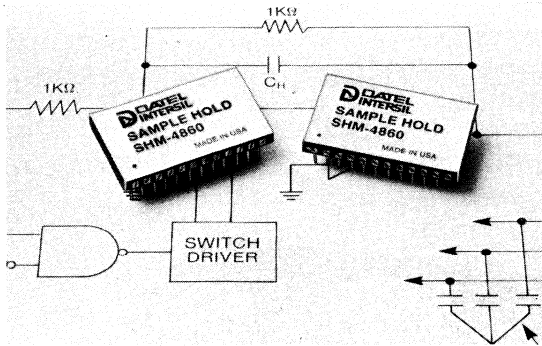 1KΩ
1KΩ
C_H
DATEL
INTERSIL
SAMPLE HOLD
SHM-4860
MADE IN USA
DATEL
INTERSIL
SAMPLE HOLD
SHM-4860
MADE IN USA
SWITCH
DRIVER